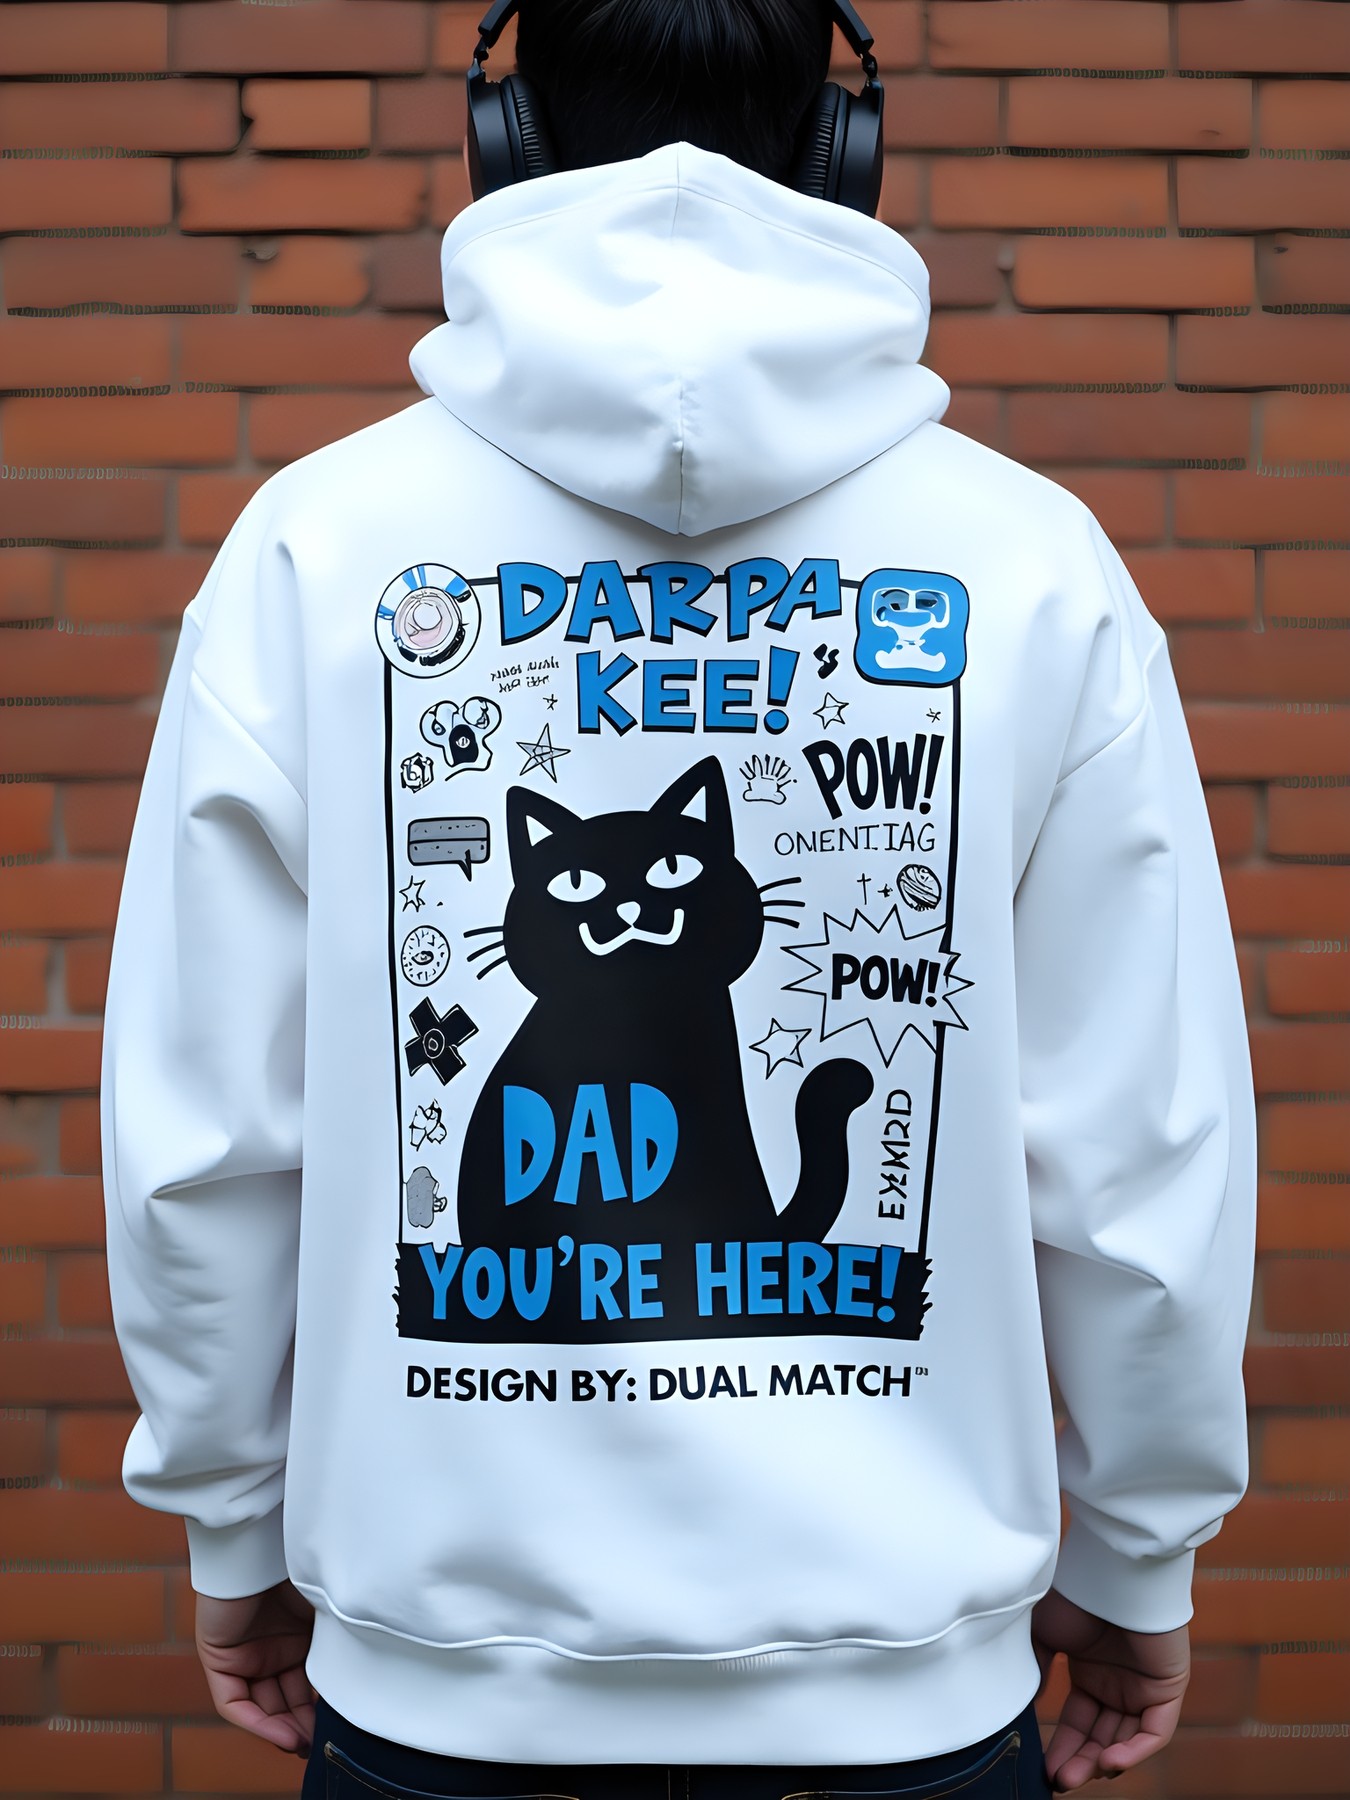 DARPA
KEE!
POW!
ONENT.IAG
POW!
DAD
YOU'RE HERE!
DESIGN BY: DUAL MATCH